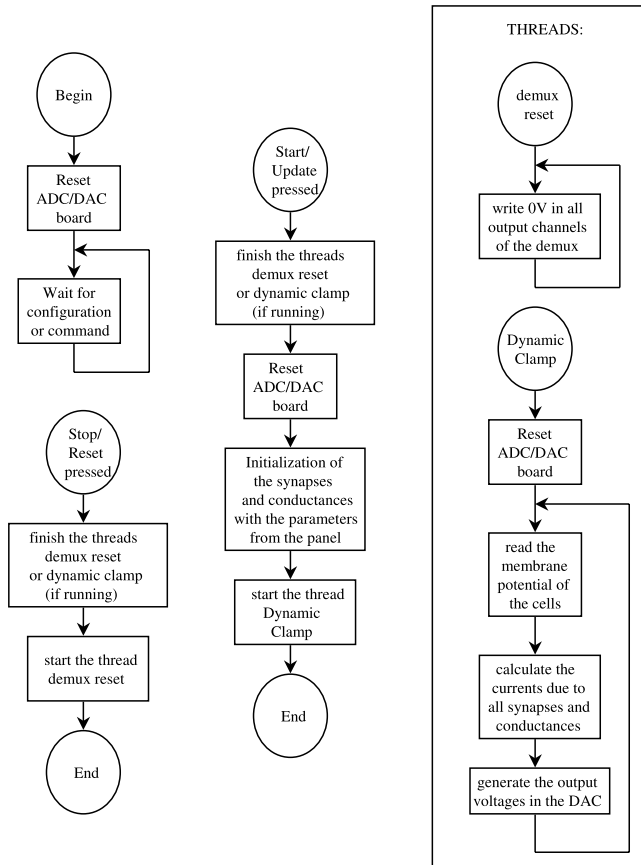 Begin
Reset
ADC/DAC
board
Wait for
configuration
or command
Stop/
Reset
pressed
finish the threads
demux reset
or dynamic clamp
(if running)
start the thread
demux reset
End
Start/
Update
pressed
finish the threads
demux reset
or dynamic clamp
(if running)
Reset
ADC/DAC
board
Initialization of
the synapses
and conductances
with the parameters
from the panel
start the thread
Dynamic
Clamp
End
THREADS:
demux
reset
write 0V in all
output channels
of the demux
Dynamic
Clamp
Reset
ADC/DAC
board
read the
membrane
potential of
the cells
calculate the
currents due to
all synapses and
conductances
generate the output
voltages in the DAC